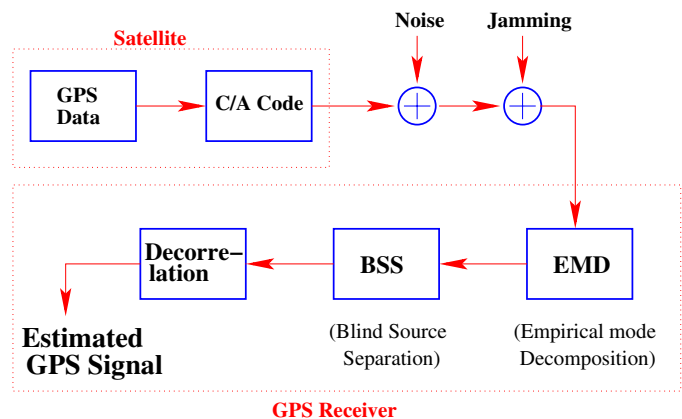 Satellite
Noise
Jamming
GPS
Data
C/A Code
Decorre-
lation
BSS
EMD
Estimated
GPS Signal
(Blind Source
Separation)
(Empirical mode
Decomposition)
GPS Receiver